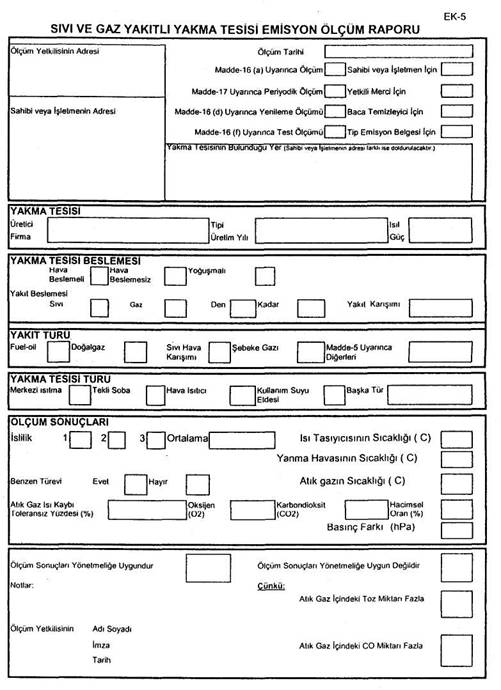 EK-5
SIVI VE GAZ YAKITLI YAKMA TESİSİ EMİSYON ÖLÇÜM RAPORU
Ölçüm Yetkilisinin Adresi
Ölçüm Tarihi
Madde-16 (a) Uyarınca Ölçüm
Sahibi veya İşletmen İçin
Madde-17 Uyarınca Periyodik Ölçüm
Yetkili Merci İçin
Sahibi veya İşletmenin Adresi
Madde-16 (d) Uyarınca Yenileme Ölçümü
Baca Temizleyici İçin
Madde-16 (f) Uyarınca Test Ölçümü
Tip Emisyon Belgesi İçin
Yakma Tesisinin Bulunduğu Yer (Sahibi veya İşletmenin adresi farklı ise doldurulacaktır.)
YAKMA TESİSİ
Üretici Firma
Tipi
Üretim Yılı
Isıl Güç
YAKMA TESİSİ BESLEMESİ
Hava Beslemeli
Hava Beslemesiz
Yoğuşmalı
Yakıt Beslemesi
Sıvı
Gaz
Den
Kadar
Yakıt Karışımı
YAKIT TURU
Fuel-oil
Doğalgaz
Sıvı Hava Karışımı
Şebeke Gazı
Madde-5 Uyarınca Diğerleri
YAKMA TESİSİ TURU
Merkezi ısıtma
Tekli Soba
Hava Isıtıcı
Kullanım Suyu Eldesi
Başka Tür
OLÇUM SONUÇLARI
İslilik
1
2
3
Ortalama
Isı Taşıyıcısının Sıcaklığı ( C)
Yanma Havasının Sıcaklığı ( C)
Benzen Türevi
Evet
Hayır
Atık gazın Sıcaklığı ( C)
Atık Gaz Isı Kaybı Toleransız Yüzdesi (%)
Oksijen (O2)
Karbondioksit (CO2)
Hacimsel Oran (%)
Basınç Farkı (hPa)
Ölçüm Sonuçları Yönetmeliğe Uygundur
Ölçüm Sonuçları Yönetmeliğe Uygun Değildir
Notlar:
Çünkü:
Atık Gaz İçindeki Toz Miktarı Fazla
Ölçüm Yetkilisinin
Adı Soyadı
İmza
Atık Gaz İçindeki CO Miktarı Fazla
Tarih